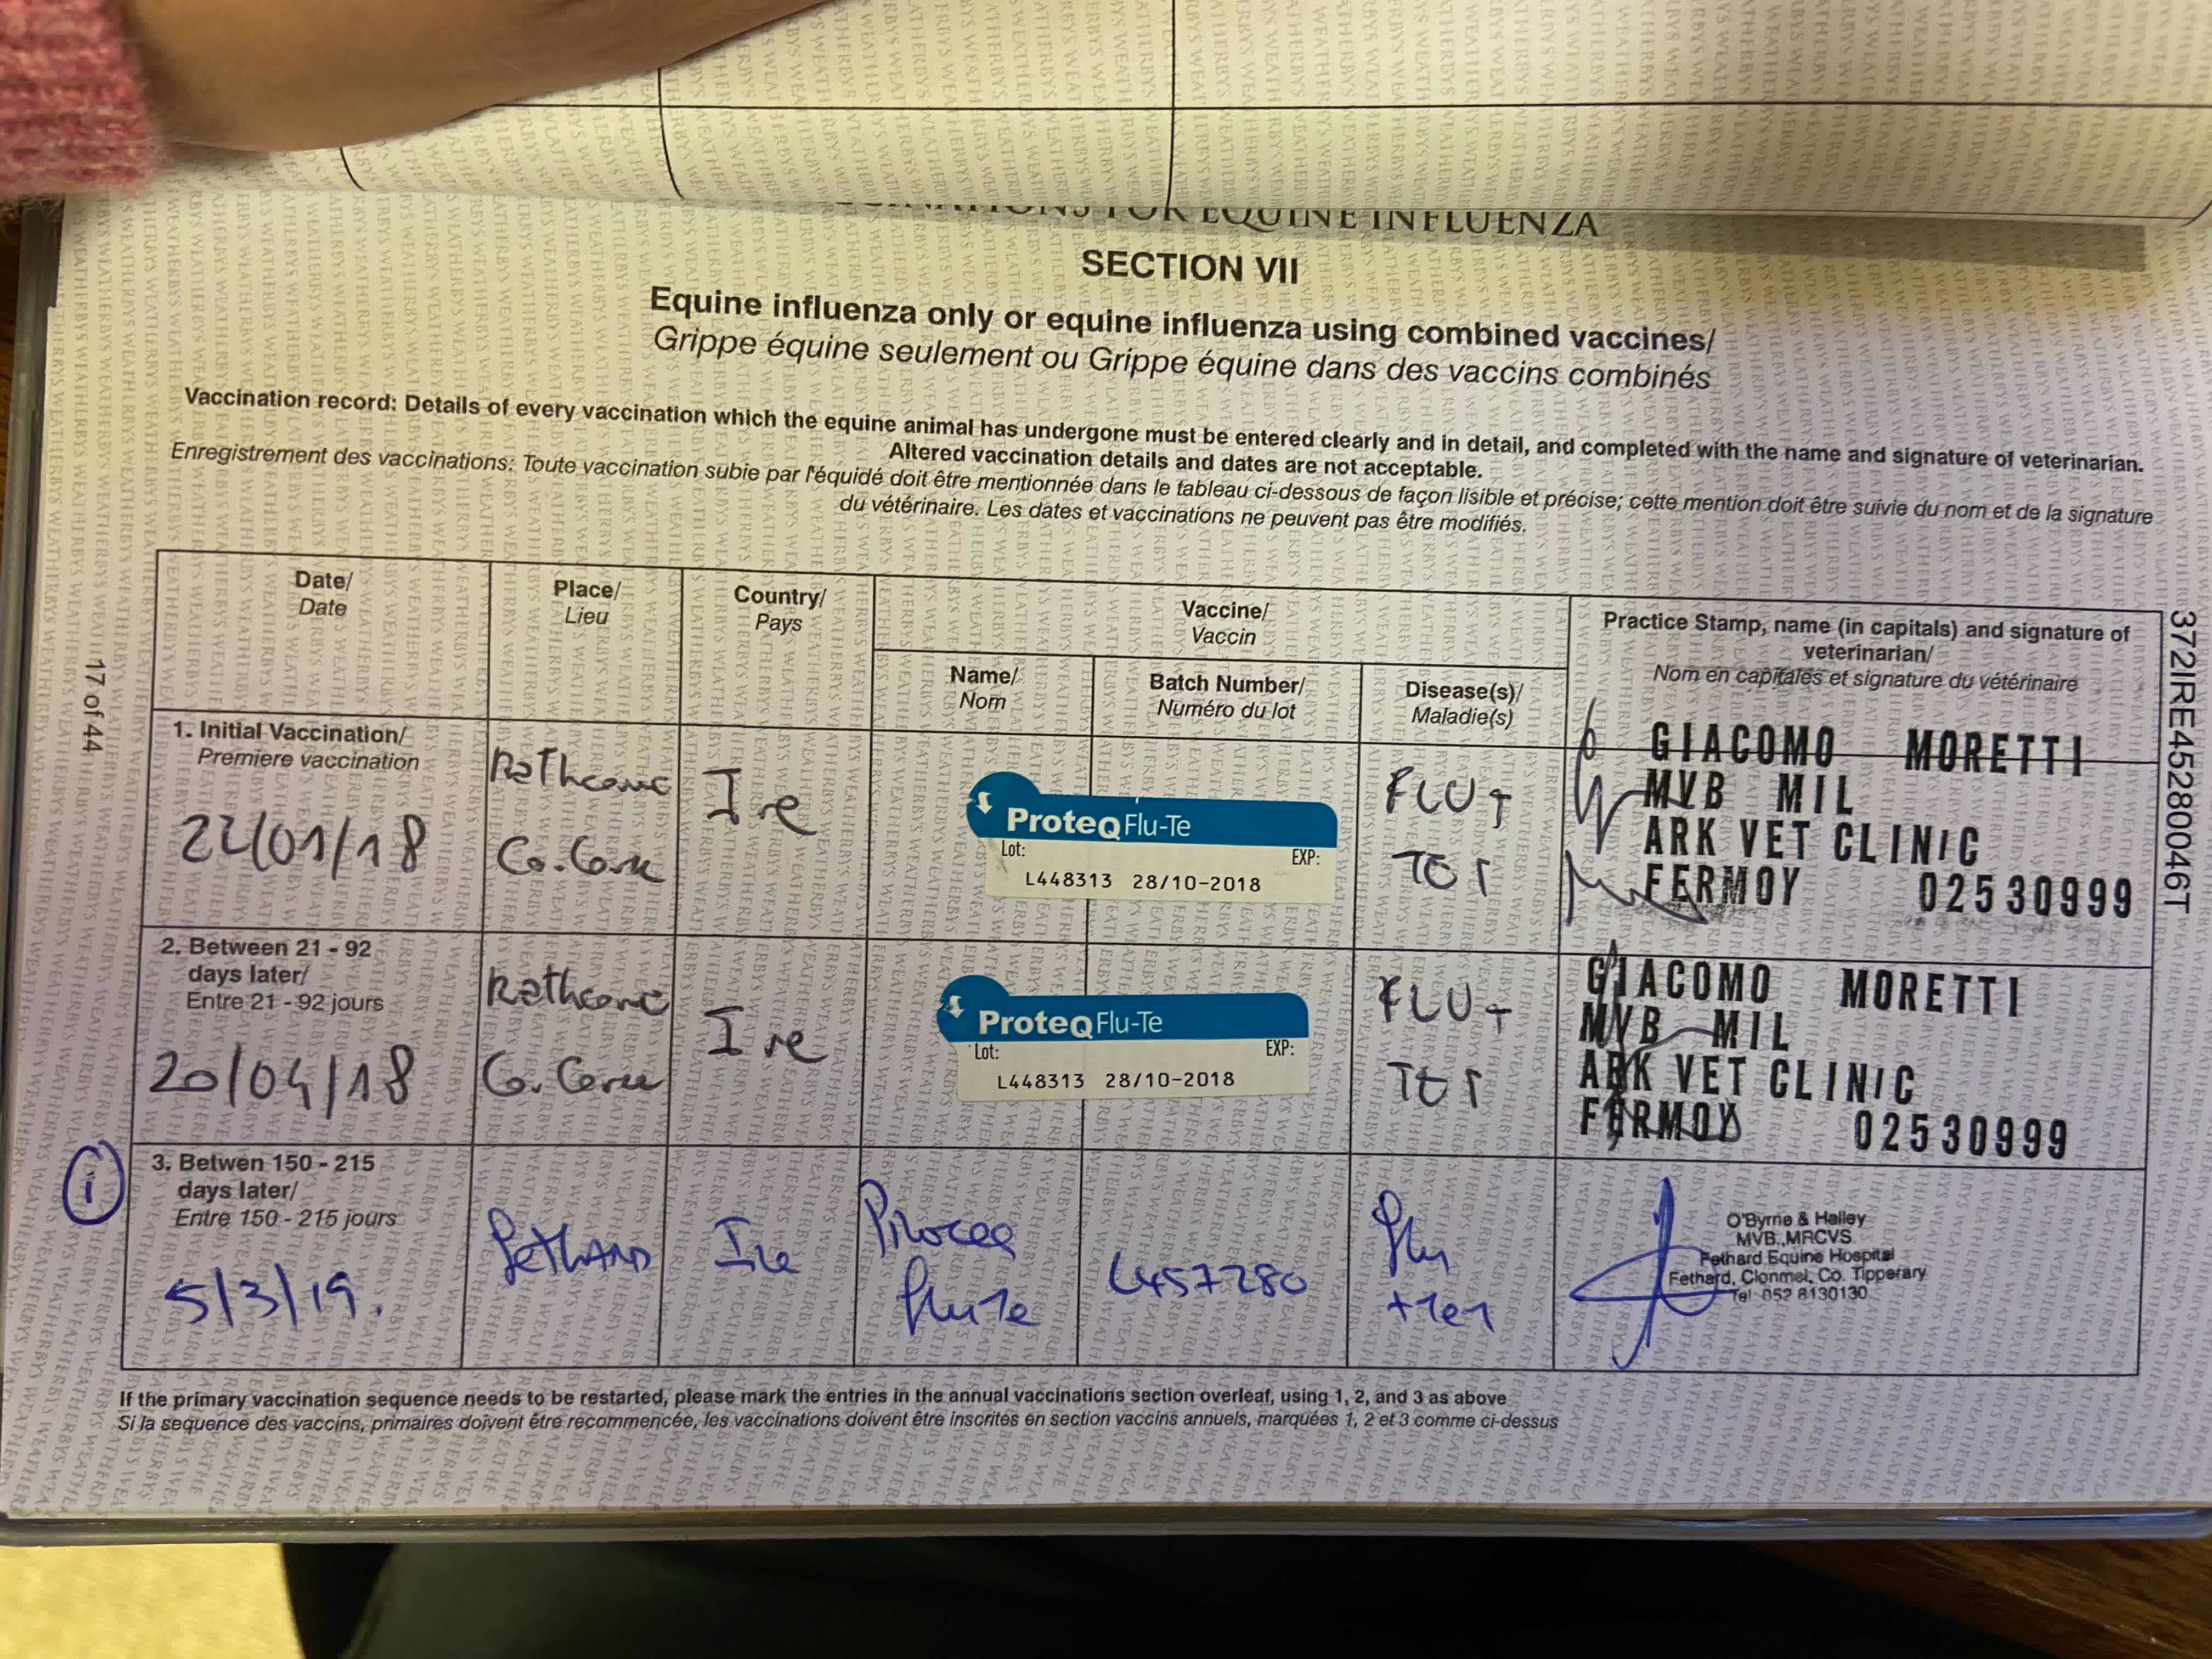 EQUINE INFLUENZA
SECTION VII
Equine influenza only or equine influenza using combined vaccines/
Grippe équine seulement ou Grippe équine dans des vaccins combinés
Vaccination record: Details of every vaccination which the equine animal has undergone must be entered clearly and in detail, and completed with the name and signature of veterinarian.
Altered vaccination details and dates are not acceptable.
Enregistrement des vaccinations: Toute vaccination subie par l'équidé doit être mentionnée dans le tableau ci-dessous de façon lisible et précise; cette mention doit être suivie du nom et de la signature
du vétérinaire. Les dates et vaccinations ne peuvent pas être modifiés.
Date/
Date
Place/
Lieu
Country/
Pays
Vaccine/
Vaccin
Name/
Nom
Batch Number/
Numéro du lot
Disease(s)/
Maladie(s)
Practice Stamp, name (in capitals) and signature of
veterinarian/
Nom en capitales et signature du vétérinaire
1. Initial Vaccination/
Premiere vaccination
22/01/18
Co. Cork
Ire
ProteqFlu-Te
Lot:
EXP:
L448313 28/10-2018
FLU +
TET
GIACOMO MORETTI
MVB MIL
ARK VET CLINIC
FERMOY 02530999
2. Between 21 - 92
days later/
Entre 21 - 92 jours
20/04/18
Co. Cork
Ire
ProteqFlu-Te
Lot:
EXP:
L448313 28/10-2018
FLU +
TET
GIACOMO MORETTI
MVB MIL
ARK VET CLINIC
FERMOY 02530999
1
3. Betwen 150 - 215
days later/
Entre 150 - 215 jours
5/3/19.
Fethard
Ire
Flu Te
L457280
Flu
+ Tet
O'Byrne & Halley
MVB.,MRCVS
Fethard Equine Hospital
Fethard, Clonmel, Co. Tipperary
Tel 052 6130130
If the primary vaccination sequence needs to be restarted, please mark the entries in the annual vaccinations section overleaf, using 1, 2, and 3 as above
Si la sequence des vaccins, primaires doivent être recommencée, les vaccinations doivent être inscrités en section vaccins annuels, marquées 1, 2 et 3 comme ci-dessus
17 of 44
372IRE45280046T
WEATHERBYS